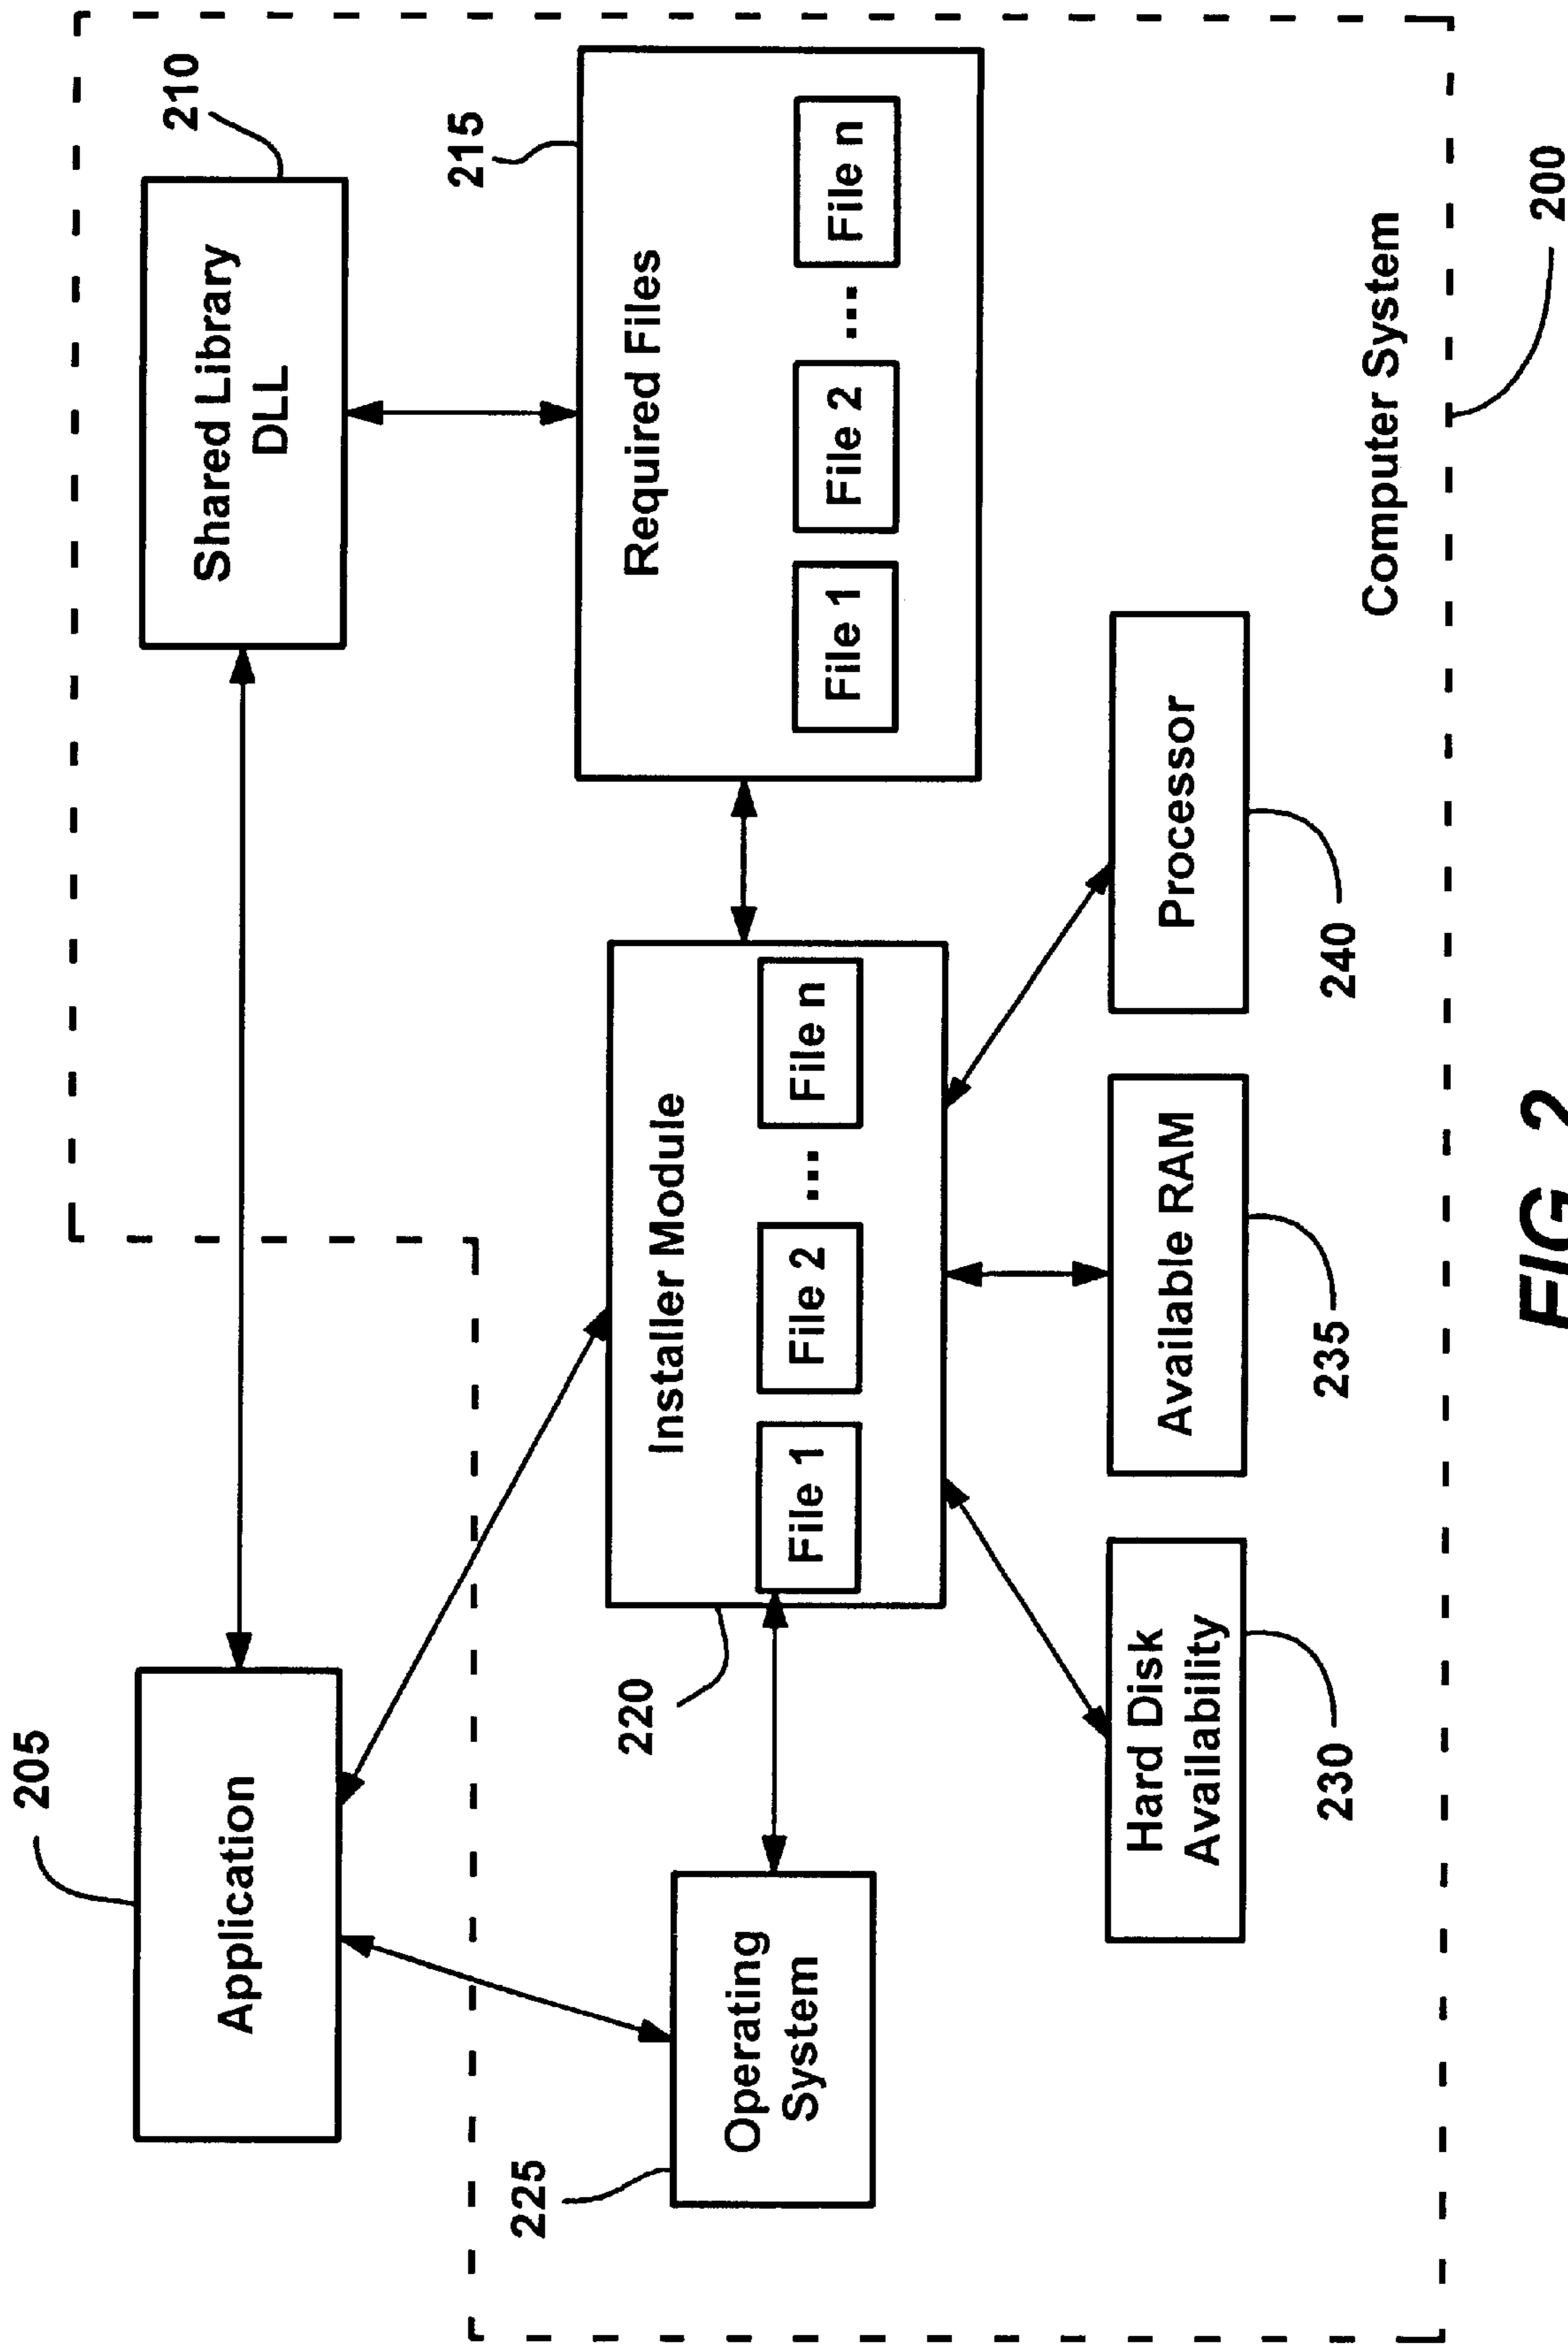 205
Application
Shared Library
DLL
210
215
Required Files
File 1
File 2
...
File n
220
Installer Module
File 1
File 2
...
File n
225
Operating
System
Hard Disk
Availability
230
Available RAM
235
Processor
240
Computer System
200
FIG 2